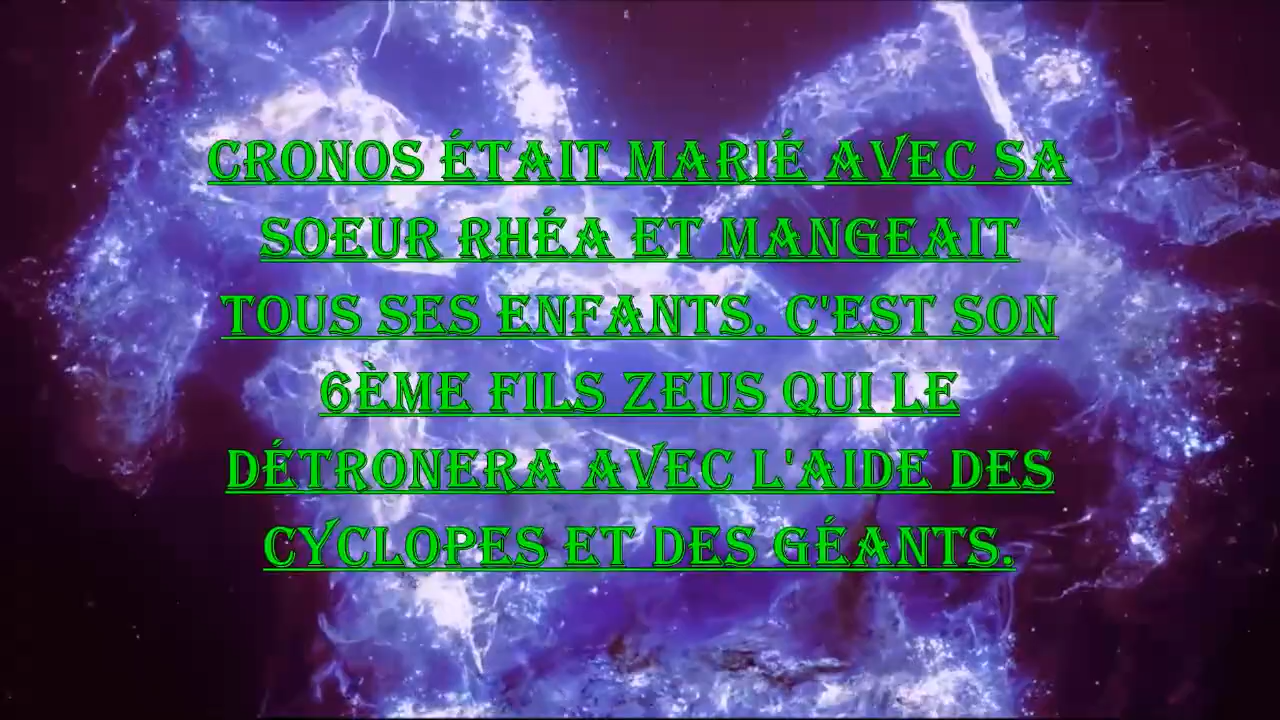 CRONOS ÉTAIT MARIÉ AVEC SA
SOEUR RHÉA ET MANGEAIT
TOUS SES ENFANTS. C'EST SON
6ÈME FILS ZEUS QUI LE
DÉTRONERA AVEC L'AIDE DES
CYCLOPES ET DES GÉANTS.